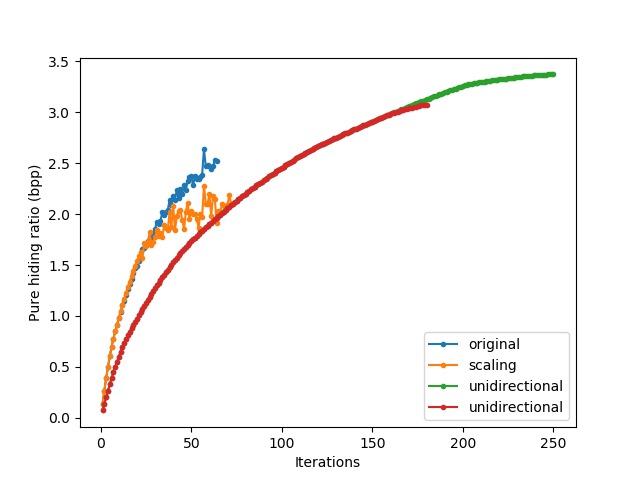 3.5
3.0
2.5
2.0
1.5
1.0
0.5
0.0
Pure hiding ratio (bpp)
original
scaling
unidirectional
unidirectional
0 50 100 150 200 250
Iterations